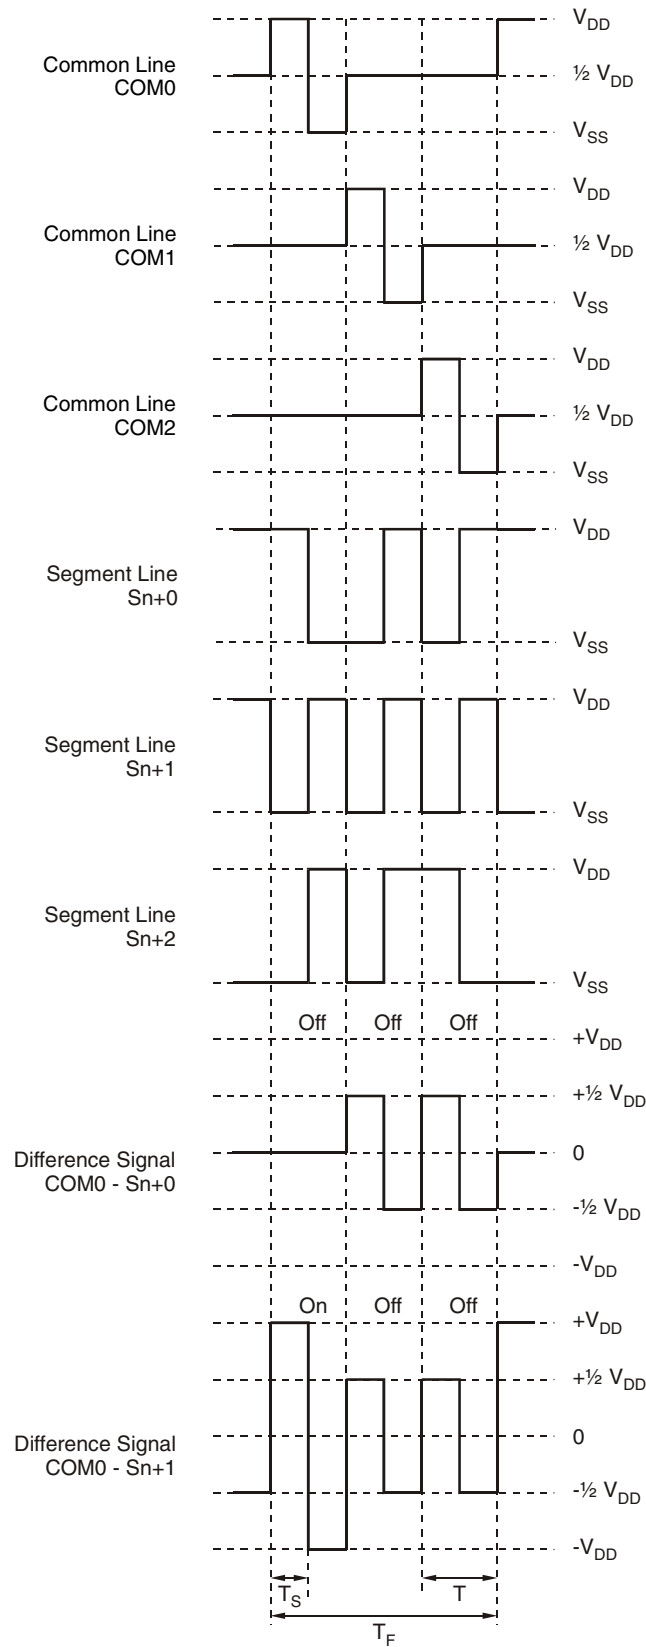 V_DD
Common Line
COM0
½ V_DD
V_SS
V_DD
Common Line
COM1
½ V_DD
V_SS
V_DD
Common Line
COM2
½ V_DD
V_SS
V_DD
Segment Line
Sn+0
V_SS
V_DD
Segment Line
Sn+1
V_SS
V_DD
Segment Line
Sn+2
V_SS
Off Off Off
+V_DD
+½ V_DD
Difference Signal
COM0 - Sn+0
0
-½ V_DD
-V_DD
On Off Off
+V_DD
+½ V_DD
Difference Signal
COM0 - Sn+1
0
-½ V_DD
-V_DD
T_S T
T_F